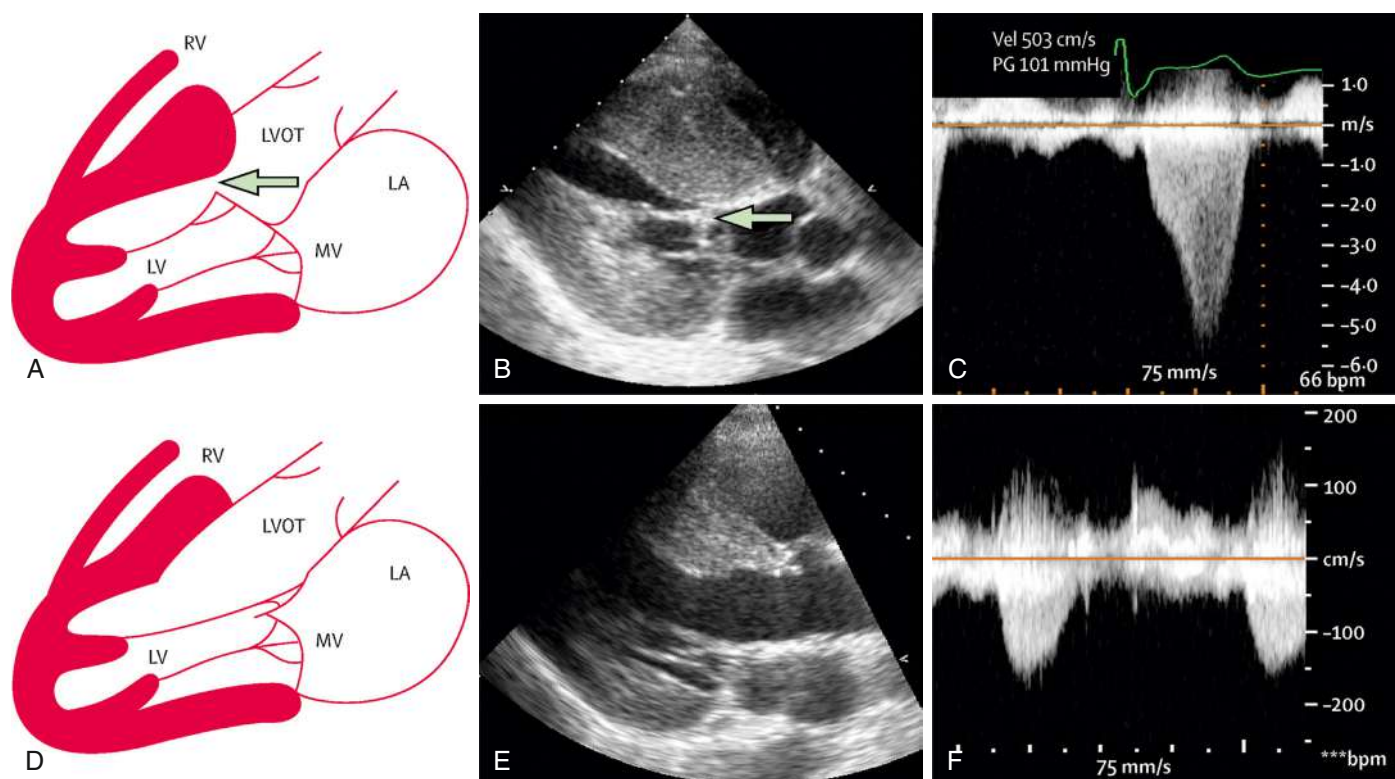 RV
LVOT
LA
MV
LV
A
B
Vel 503 cm/s
PG 101 mmHg
1·0
m/s
-1·0
-2·0
-3·0
-4·0
-5·0
-6·0
75 mm/s
66 bpm
C
RV
LVOT
LA
MV
LV
D
E
200
100
cm/s
-100
-200
75 mm/s
***bpm
F